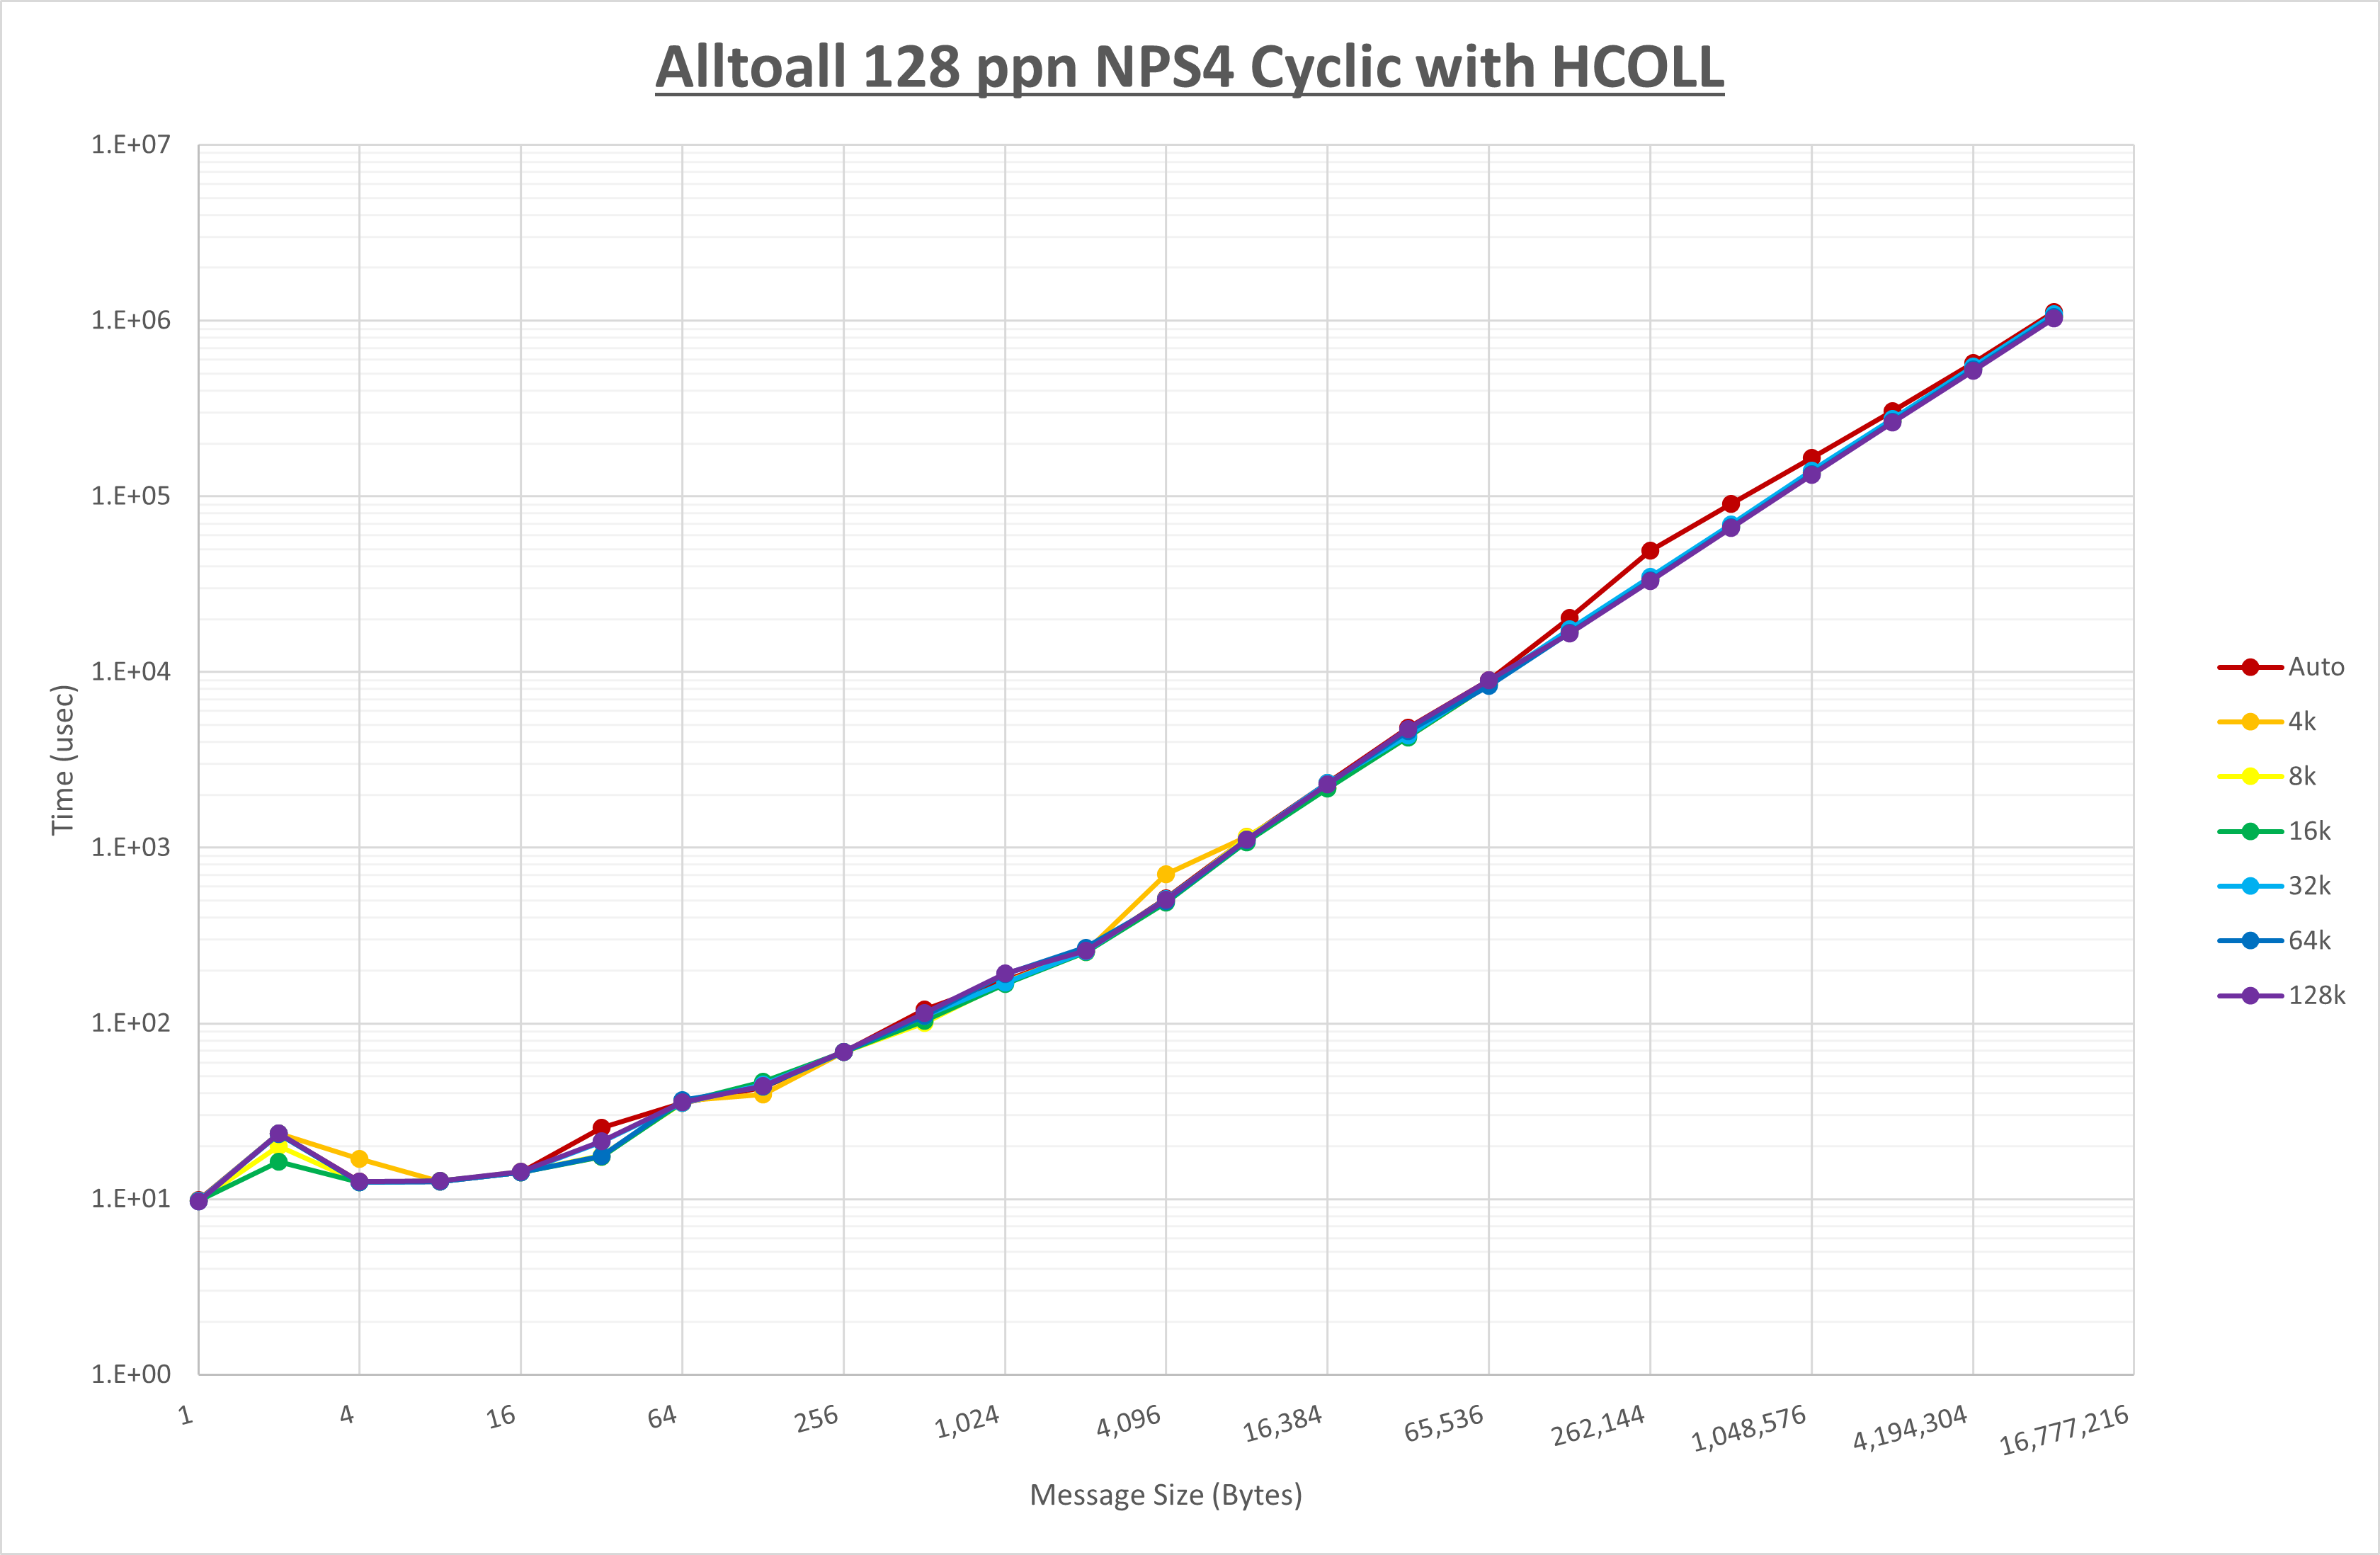 Alltoall 128 ppn NPS4 Cyclic with HCOLL
1.E+07
1.E+06
1.E+05
1.E+04
1.E+03
1.E+02
1.E+01
1.E+00
Time (usec)
1
4
16
64
256
1,024
4,096
16,384
65,536
262,144
1,048,576
4,194,304
16,777,216
Message Size (Bytes)
Auto
4k
8k
16k
32k
64k
128k